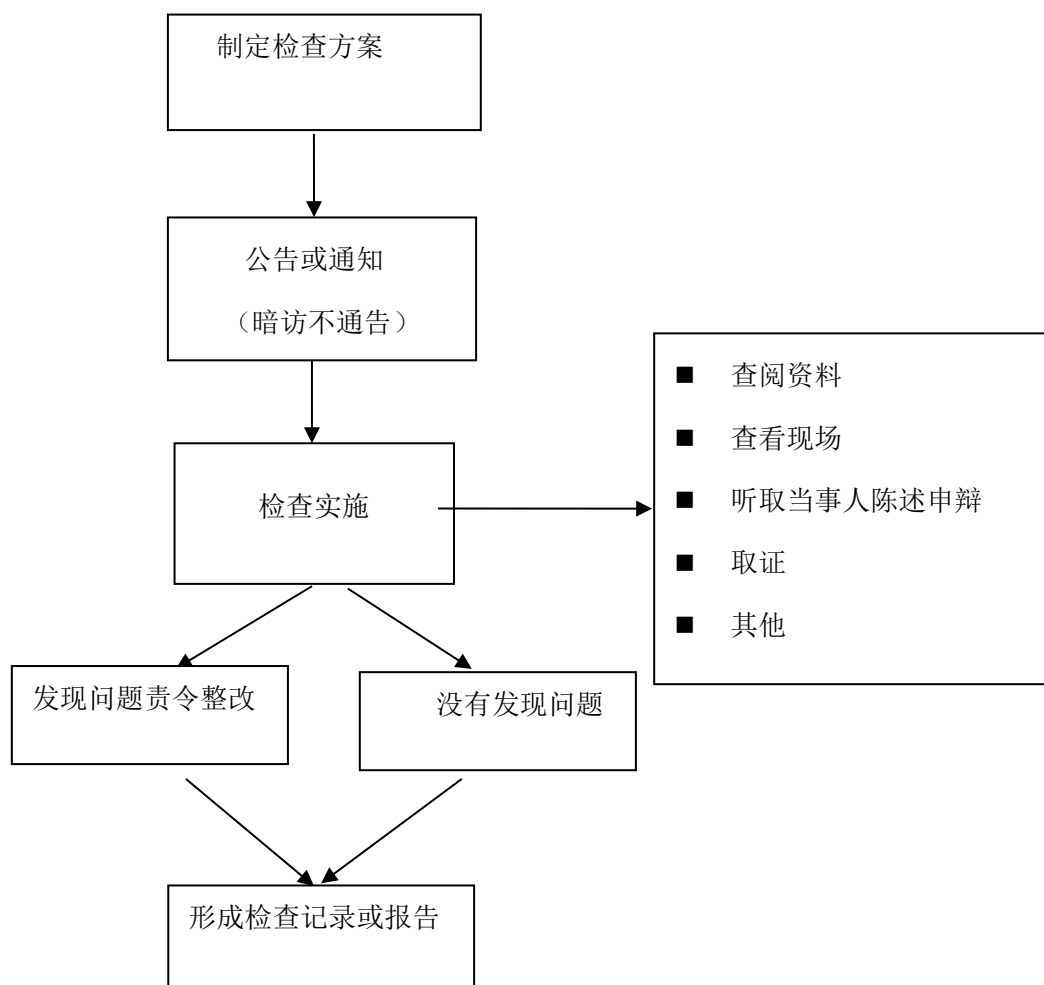 制定检查方案
公告或通知
（暗访不通告）
检查实施
■ 查阅资料
■ 查看现场
■ 听取当事人陈述申辩
■ 取证
■ 其他
发现问题责令整改
没有发现问题
形成检查记录或报告